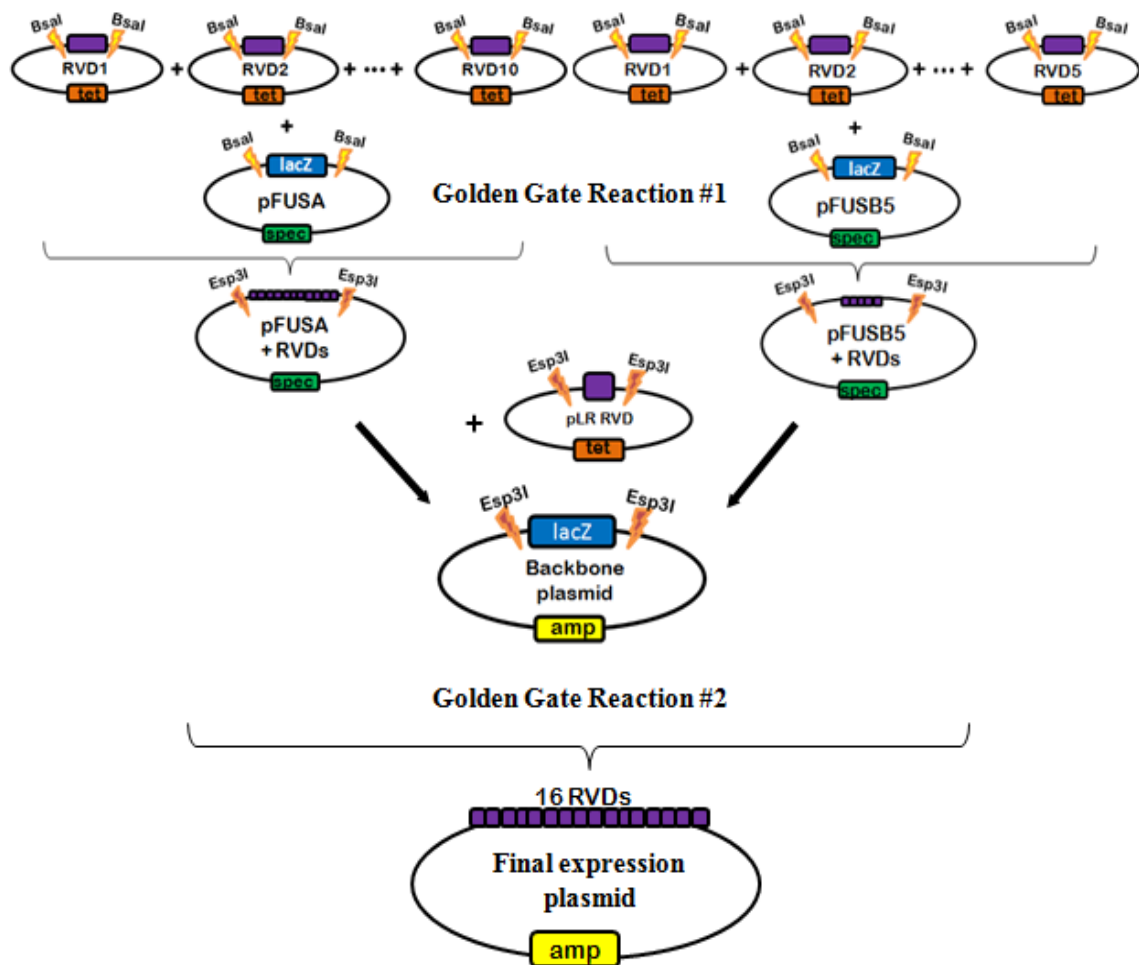 BsaI BsaI BsaI BsaI BsaI BsaI BsaI BsaI BsaI BsaI BsaI BsaI
RVD1 + RVD2 + ... + RVD10 RVD1 + RVD2 + ... + RVD5
tet tet tet tet tet tet
+ +
BsaI lacZ BsaI BsaI lacZ BsaI
pFUSA Golden Gate Reaction #1 pFUSB5
spec spec
Esp3I Esp3I Esp3I Esp3I
pFUSA pFUSB5
+ RVDs + RVDs
spec spec
Esp3I Esp3I
+ pLR RVD
tet
Esp3I Esp3I
lacZ
Backbone
plasmid
amp
Golden Gate Reaction #2
16 RVDs
Final expression
plasmid
amp